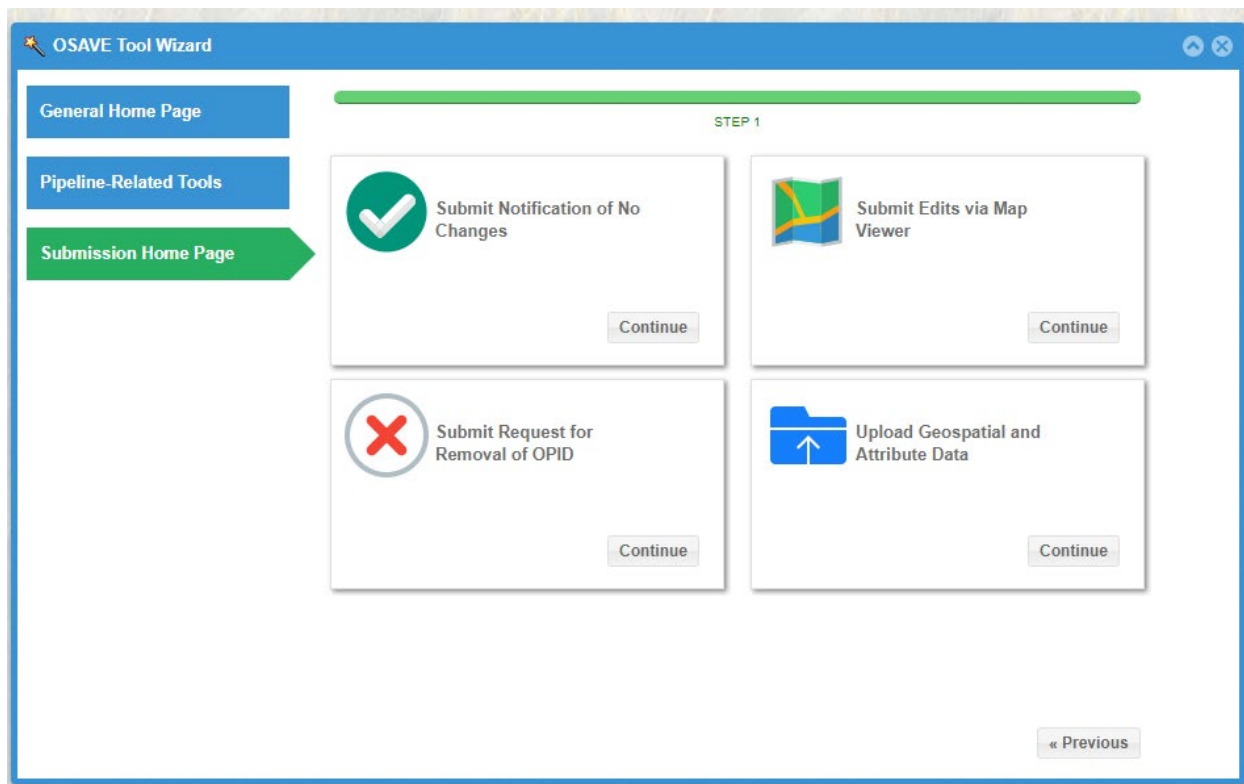 OSAVE Tool Wizard
General Home Page
Pipeline-Related Tools
Submission Home Page
STEP 1
Submit Notification of No
Changes
Continue
Submit Edits via Map
Viewer
Continue
Submit Request for
Removal of OPID
Continue
Upload Geospatial and
Attribute Data
Continue
« Previous